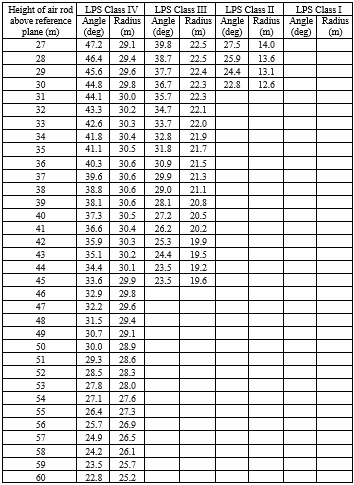 Height of air rod above reference plane (m) LPS Class IV LPS Class III LPS Class II LPS Class I
Angle (deg) Radius (m) Angle (deg) Radius (m) Angle (deg) Radius (m) Angle (deg) Radius (m)
27 47.2 29.1 39.8 22.5 27.5 14.0
28 46.4 29.4 38.7 22.5 25.9 13.6
29 45.6 29.6 37.7 22.4 24.4 13.1
30 44.8 29.8 36.7 22.3 22.8 12.6
31 44.1 30.0 35.7 22.3
32 43.3 30.2 34.7 22.1
33 42.6 30.3 33.7 22.0
34 41.8 30.4 32.8 21.9
35 41.1 30.5 31.8 21.7
36 40.3 30.6 30.9 21.5
37 39.6 30.6 29.9 21.3
38 38.8 30.6 29.0 21.1
39 38.1 30.6 28.1 20.8
40 37.3 30.5 27.2 20.5
41 36.6 30.4 26.2 20.2
42 35.9 30.3 25.3 19.9
43 35.1 30.2 24.4 19.5
44 34.4 30.1 23.5 19.2
45 33.6 29.9 23.5 19.6
46 32.9 29.8
47 32.2 29.6
48 31.5 29.4
49 30.7 29.1
50 30.0 28.9
51 29.3 28.6
52 28.5 28.3
53 27.8 28.0
54 27.1 27.6
55 26.4 27.3
56 25.7 26.9
57 24.9 26.5
58 24.2 26.1
59 23.5 25.7
60 22.8 25.2